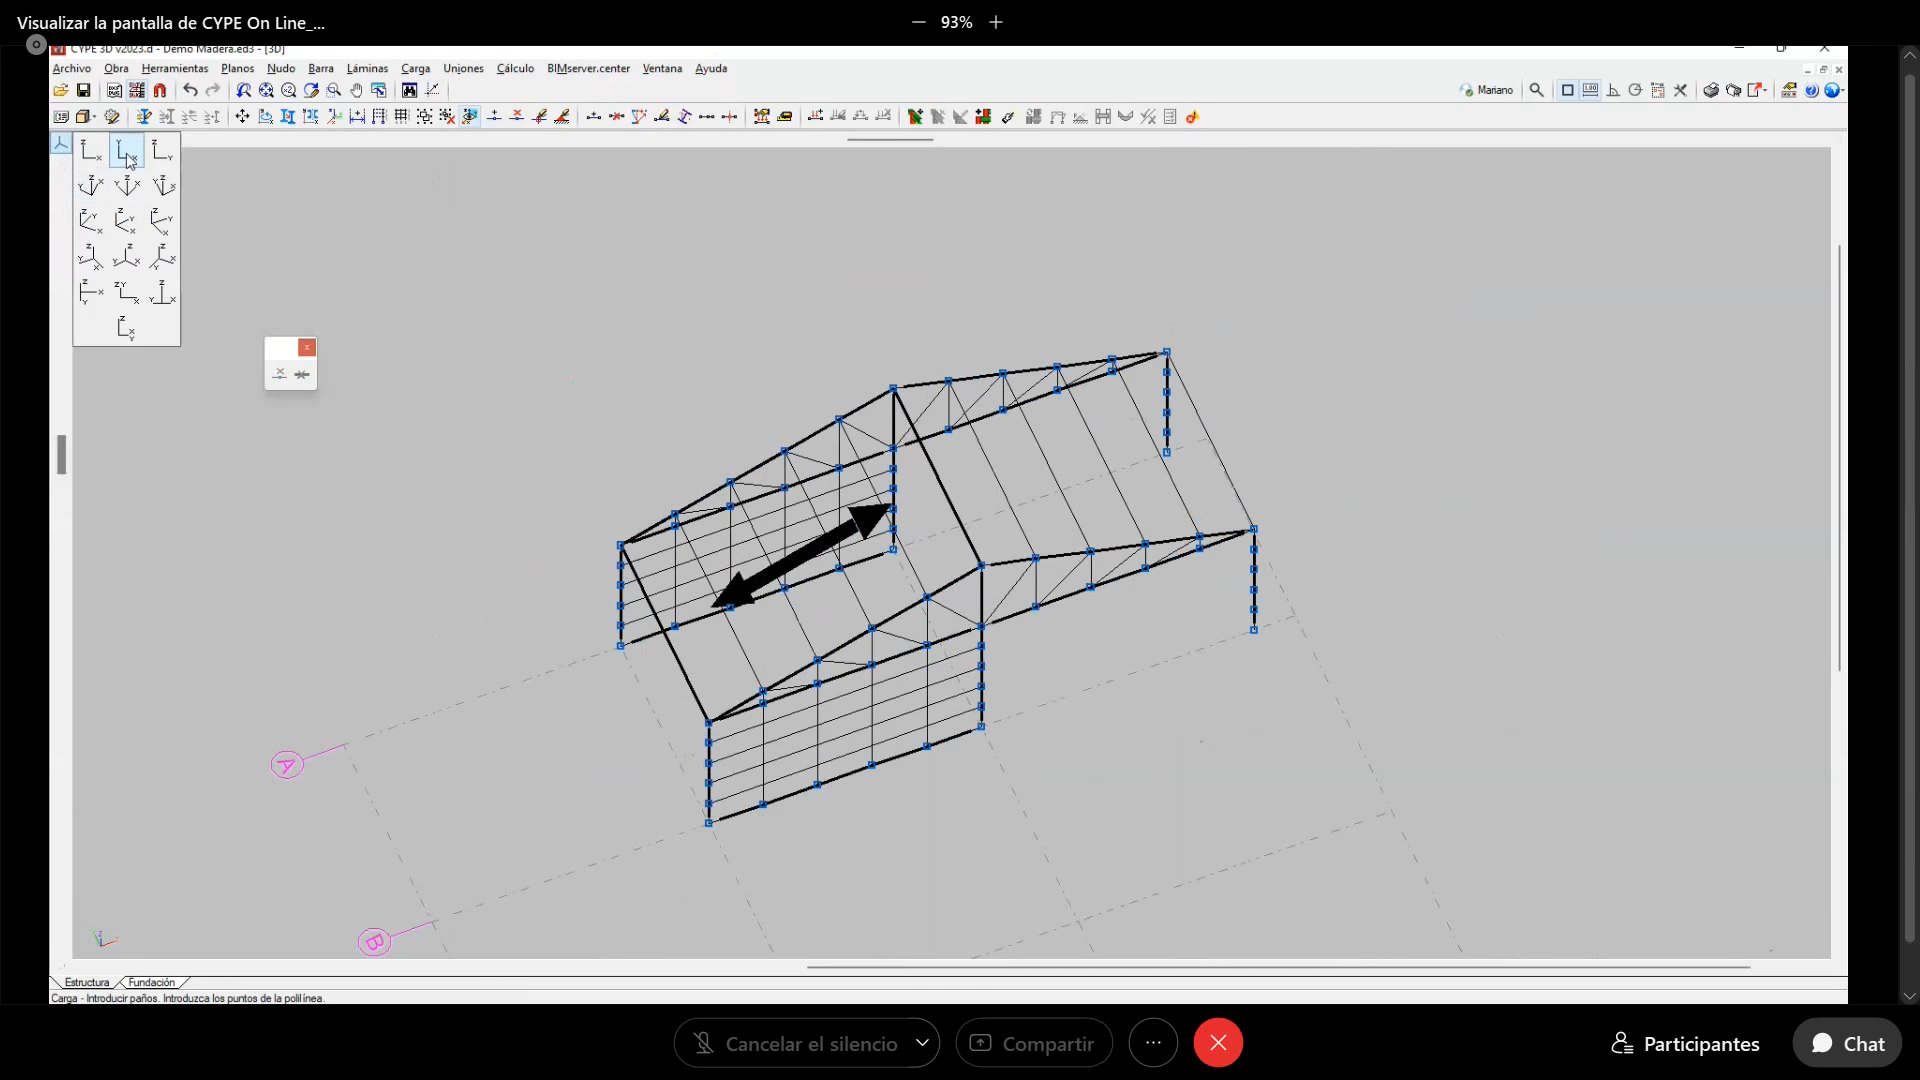 Visualizar la pantalla de CYPE On Line_...
93%
CYPE 3D v2023.d - Demo Madera.ed3 - [3D]
Archivo Obra Herramientas Planos Nudo Barra Láminas Carga Uniones Cálculo BIMserver.center Ventana Ayuda
Mariano
A
B
Estructura Fundación
Carga - Introducir paños. Introduzca los puntos de la polilínea.
Cancelar el silencio
Compartir
Participantes
Chat